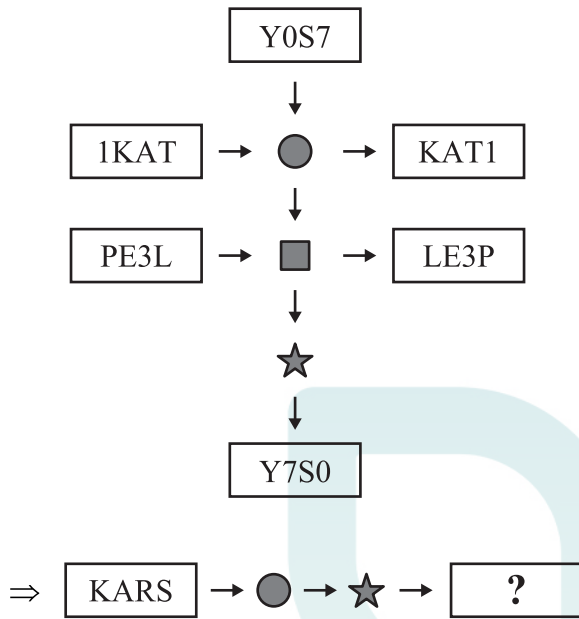 Y0S7
1KAT KAT1
PE3L LE3P
Y7S0
⇒ KARS ?